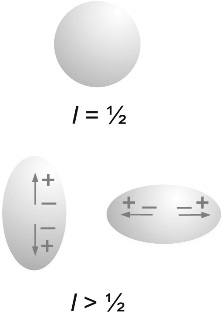 I = ½
+
−
−
+
+ − − +
I > ½